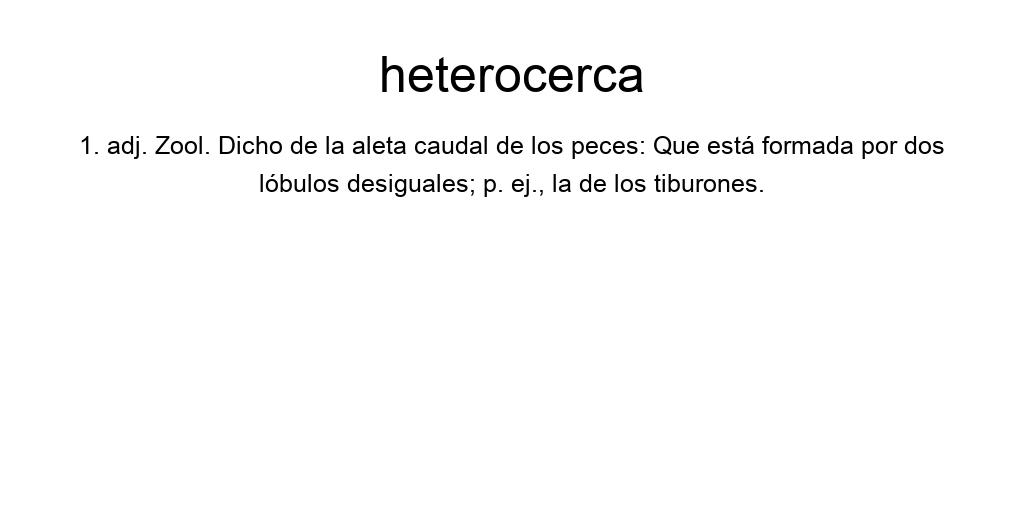 heterocerca
1. adj. Zool. Dicho de la aleta caudal de los peces: Que está formada por dos
lóbulos desiguales; p. ej., la de los tiburones.